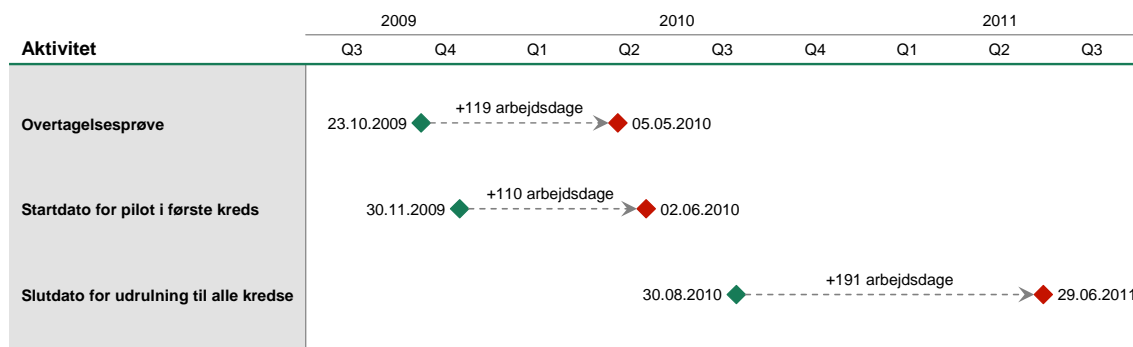 2009 2010 2011
Aktivitet Q3 Q4 Q1 Q2 Q3 Q4 Q1 Q2 Q3
+119 arbejdsdage
Overtagelsesprøve 23.10.2009 05.05.2010
+110 arbejdsdage
Startdato for pilot i første kreds 30.11.2009 02.06.2010
+191 arbejdsdage
Slutdato for udrulning til alle kredse 30.08.2010 29.06.2011